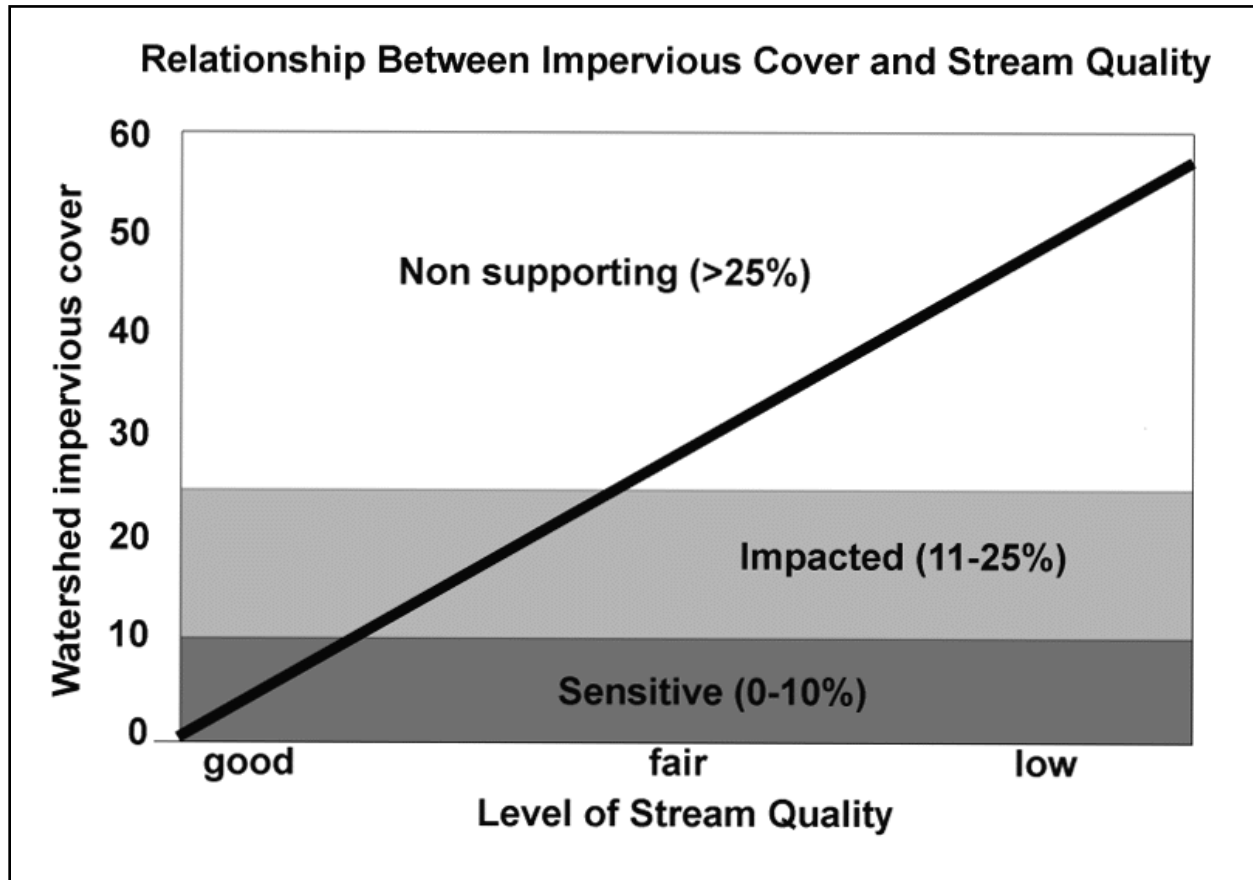 Relationship Between Impervious Cover and Stream Quality
60
50
40
30
20
10
0
Watershed impervious cover
Non supporting (>25%)
Impacted (11-25%)
Sensitive (0-10%)
good fair low
Level of Stream Quality